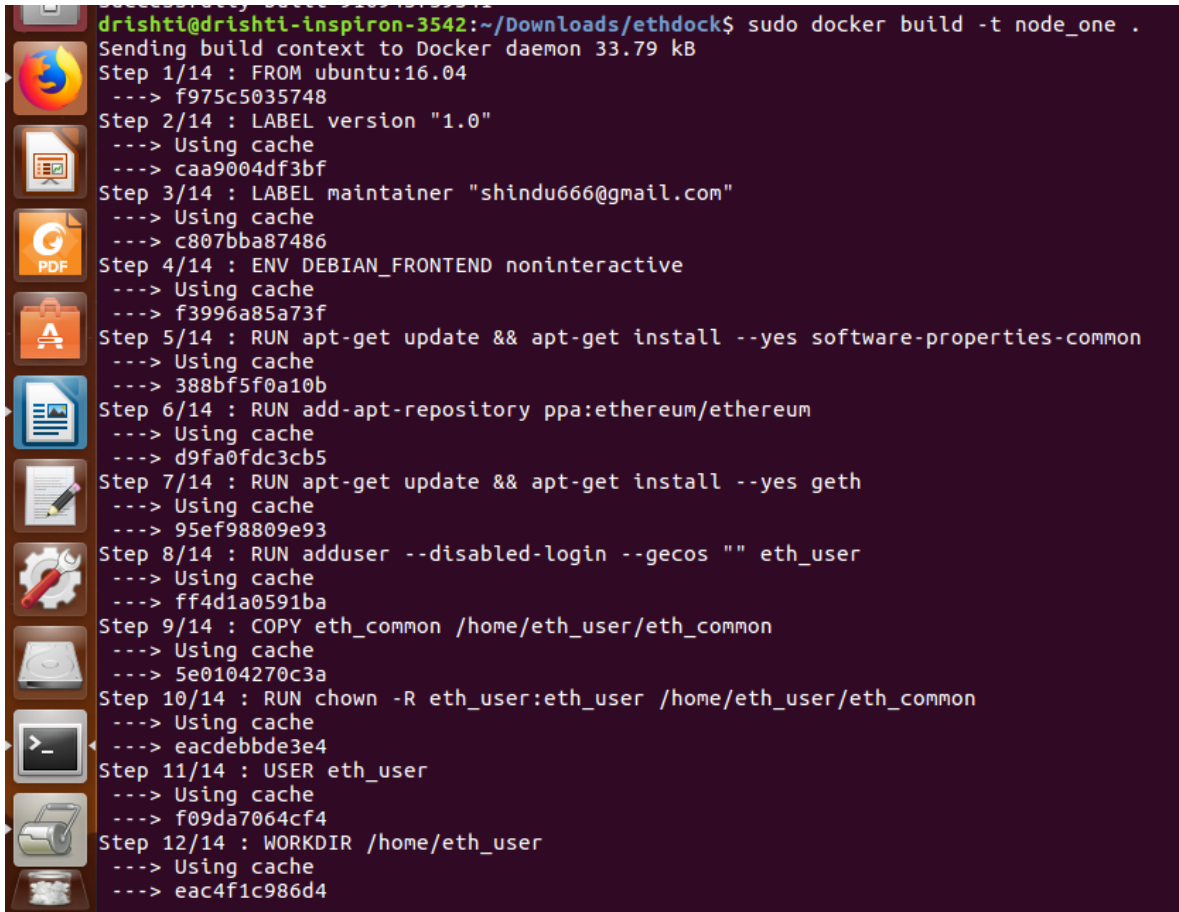 Successfully built 916945739341
drishti@drishti-inspiron-3542:~/Downloads/ethdock$ sudo docker build -t node_one .
Sending build context to Docker daemon 33.79 kB
Step 1/14 : FROM ubuntu:16.04
 ---> f975c5035748
Step 2/14 : LABEL version "1.0"
 ---> Using cache
 ---> caa9004df3bf
Step 3/14 : LABEL maintainer "shindu666@gmail.com"
 ---> Using cache
 ---> c807bba87486
Step 4/14 : ENV DEBIAN_FRONTEND noninteractive
 ---> Using cache
 ---> f3996a85a73f
Step 5/14 : RUN apt-get update && apt-get install --yes software-properties-common
 ---> Using cache
 ---> 388bf5f0a10b
Step 6/14 : RUN add-apt-repository ppa:ethereum/ethereum
 ---> Using cache
 ---> d9fa0fdc3cb5
Step 7/14 : RUN apt-get update && apt-get install --yes geth
 ---> Using cache
 ---> 95ef98809e93
Step 8/14 : RUN adduser --disabled-login --gecos "" eth_user
 ---> Using cache
 ---> ff4d1a0591ba
Step 9/14 : COPY eth_common /home/eth_user/eth_common
 ---> Using cache
 ---> 5e0104270c3a
Step 10/14 : RUN chown -R eth_user:eth_user /home/eth_user/eth_common
 ---> Using cache
 ---> eacdebbde3e4
Step 11/14 : USER eth_user
 ---> Using cache
 ---> f09da7064cf4
Step 12/14 : WORKDIR /home/eth_user
 ---> Using cache
 ---> eac4f1c986d4
PDF